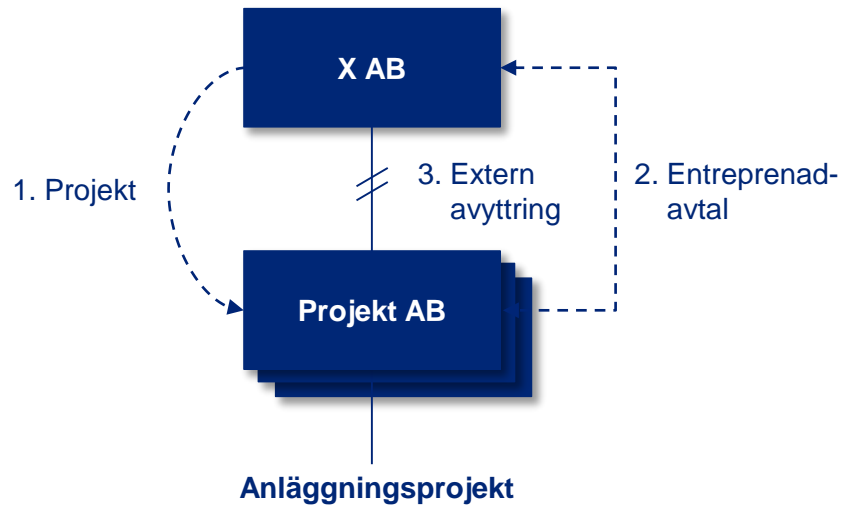 X AB
1. Projekt
3. Extern
avyttring
2. Entreprenad-
avtal
Projekt AB
Anläggningsprojekt